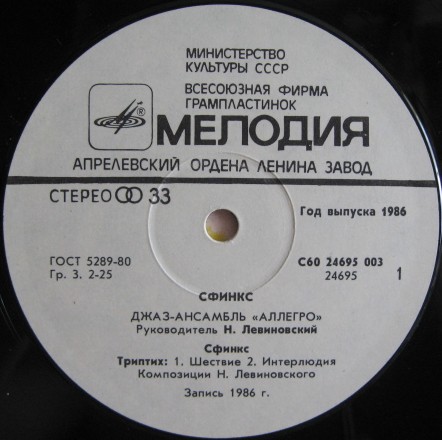 МИНИСТЕРСТВО
КУЛЬТУРЫ СССР
ВСЕСОЮЗНАЯ ФИРМА
ГРАМПЛАСТИНОК
МЕЛОДИЯ
АПРЕЛЕВСКИЙ ОРДЕНА ЛЕНИНА ЗАВОД
СТЕРЕО 33
Год выпуска 1986
ГОСТ 5289-80
Гр. 3. 2-25
С60 24695 003
24695 1
СФИНКС
ДЖАЗ-АНСАМБЛЬ «АЛЛЕГРО»
Руководитель Н. Левиновский
Сфинкс
Триптих: 1. Шествие 2. Интерлюдия
Композиции Н. Левиновского
Запись 1986 г.